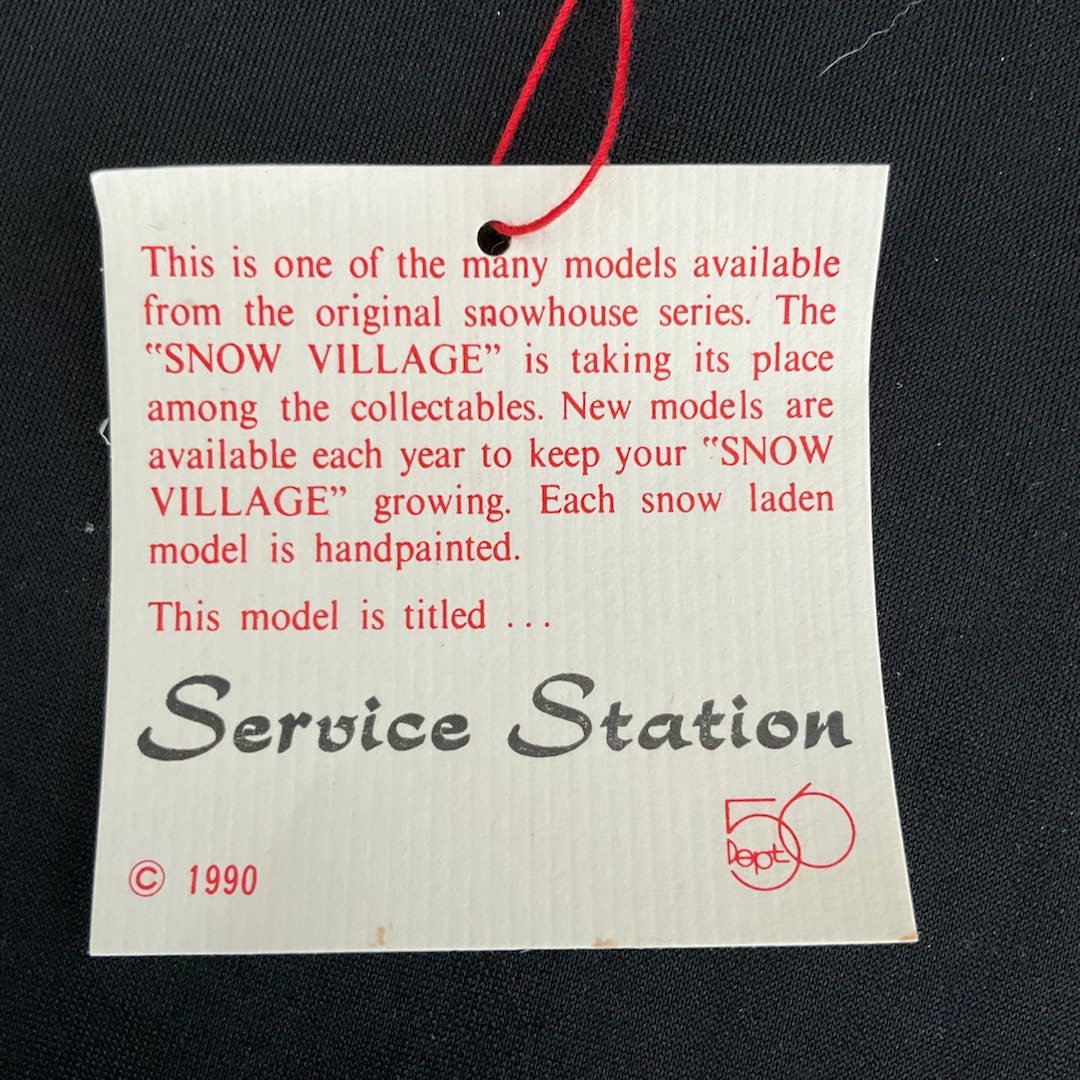 This is one of the many models available
from the original snowhouse series. The
“SNOW VILLAGE” is taking its place
among the collectables. New models are
available each year to keep your “SNOW
VILLAGE” growing. Each snow laden
model is handpainted.
This model is titled ...
Service Station
56
Dept
© 1990